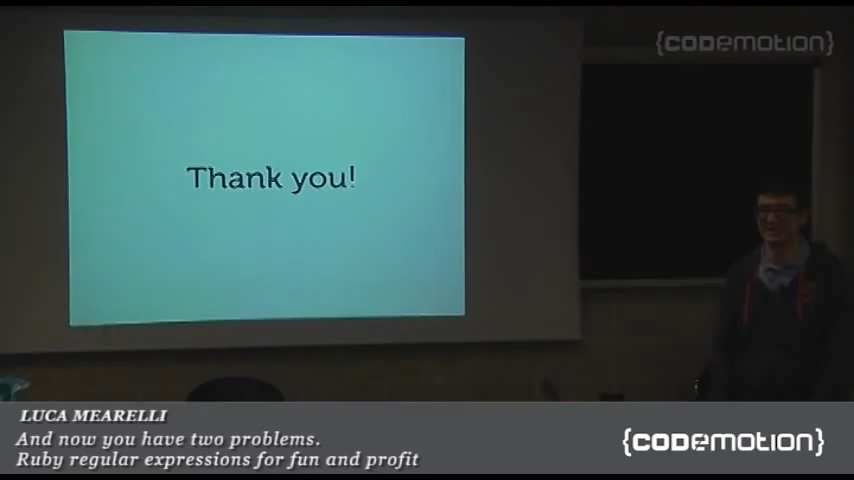 {CODEMOTION}
Thank you!
LUCA MEARELLI
And now you have two problems.
Ruby regular expressions for fun and profit
{CODEMOTION}